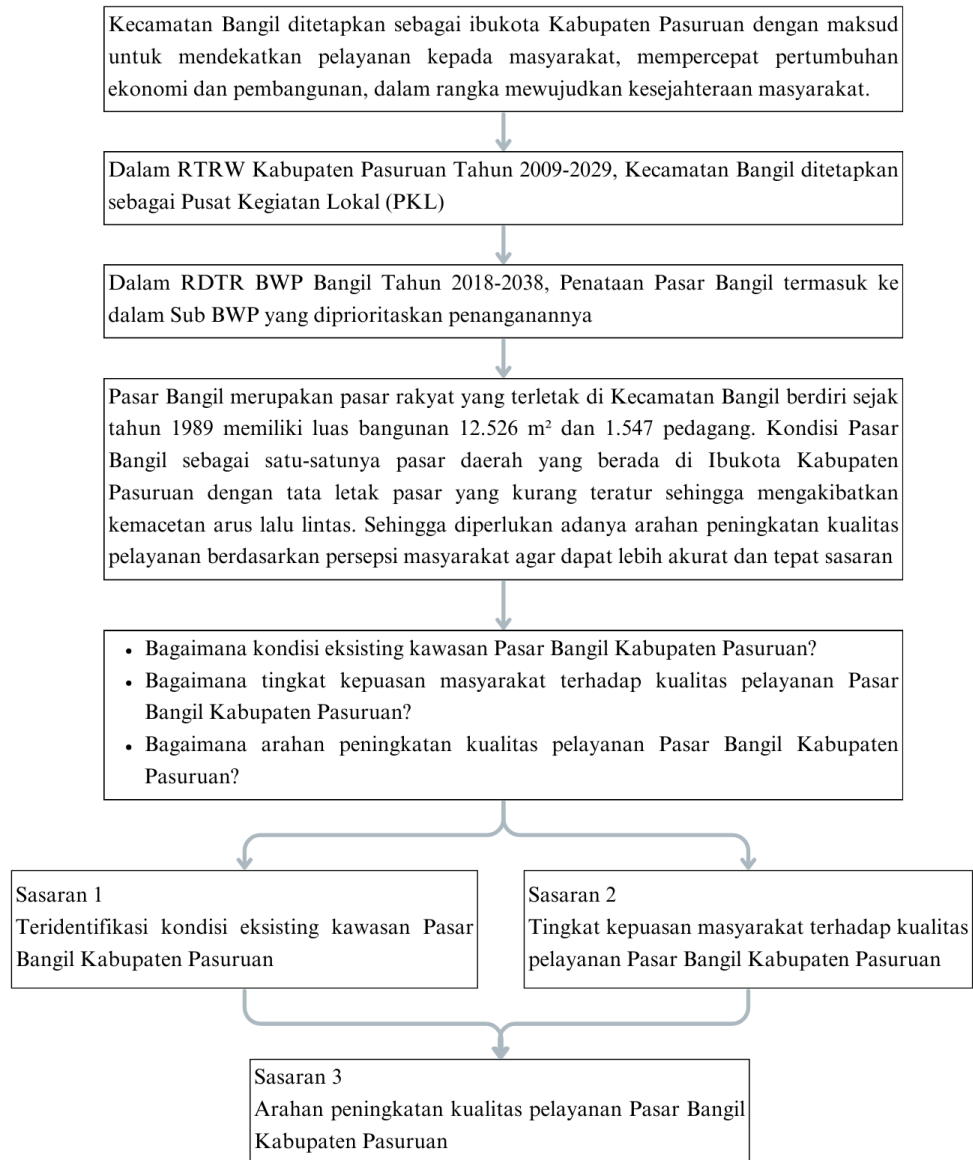 Kecamatan Bangil ditetapkan sebagai ibukota Kabupaten Pasuruan dengan maksud
untuk mendekatkan pelayanan kepada masyarakat, mempercepat pertumbuhan
ekonomi dan pembangunan, dalam rangka mewujudkan kesejahteraan masyarakat.
Dalam RTRW Kabupaten Pasuruan Tahun 2009-2029, Kecamatan Bangil ditetapkan
sebagai Pusat Kegiatan Lokal (PKL)
Dalam RDTR BWP Bangil Tahun 2018-2038, Penataan Pasar Bangil termasuk ke
dalam Sub BWP yang diprioritaskan penanganannya
Pasar Bangil merupakan pasar rakyat yang terletak di Kecamatan Bangil berdiri sejak
tahun 1989 memiliki luas bangunan 12.526 m² dan 1.547 pedagang. Kondisi Pasar
Bangil sebagai satu-satunya pasar daerah yang berada di Ibukota Kabupaten
Pasuruan dengan tata letak pasar yang kurang teratur sehingga mengakibatkan
kemacetan arus lalu lintas. Sehingga diperlukan adanya arahan peningkatan kualitas
pelayanan berdasarkan persepsi masyarakat agar dapat lebih akurat dan tepat sasaran
• Bagaimana kondisi eksisting kawasan Pasar Bangil Kabupaten Pasuruan?
• Bagaimana tingkat kepuasan masyarakat terhadap kualitas pelayanan Pasar
Bangil Kabupaten Pasuruan?
• Bagaimana arahan peningkatan kualitas pelayanan Pasar Bangil Kabupaten
Pasuruan?
Sasaran 1
Teridentifikasi kondisi eksisting kawasan Pasar
Bangil Kabupaten Pasuruan
Sasaran 2
Tingkat kepuasan masyarakat terhadap kualitas
pelayanan Pasar Bangil Kabupaten Pasuruan
Sasaran 3
Arahan peningkatan kualitas pelayanan Pasar Bangil
Kabupaten Pasuruan